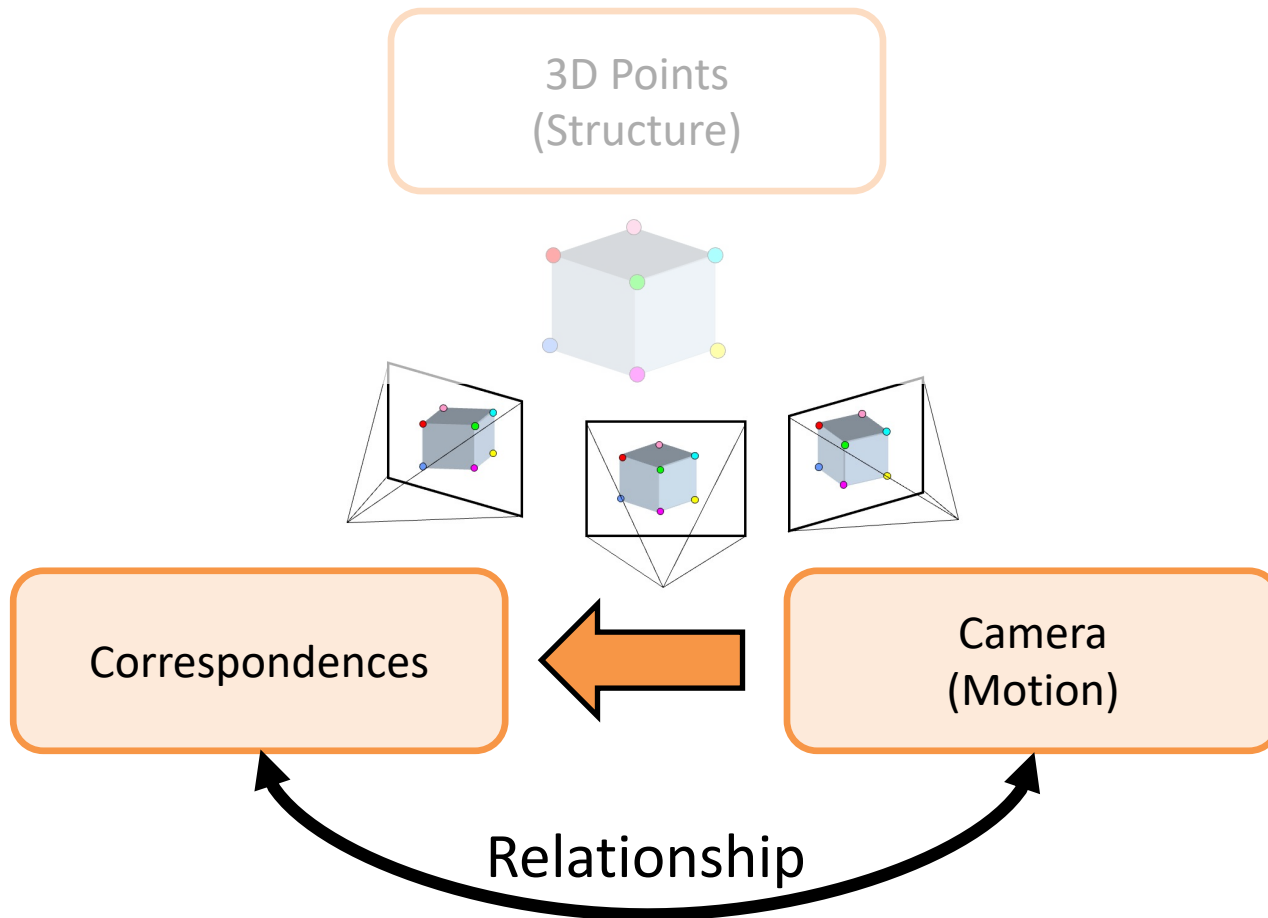 3D Points
(Structure)
Correspondences
Camera
(Motion)
Relationship